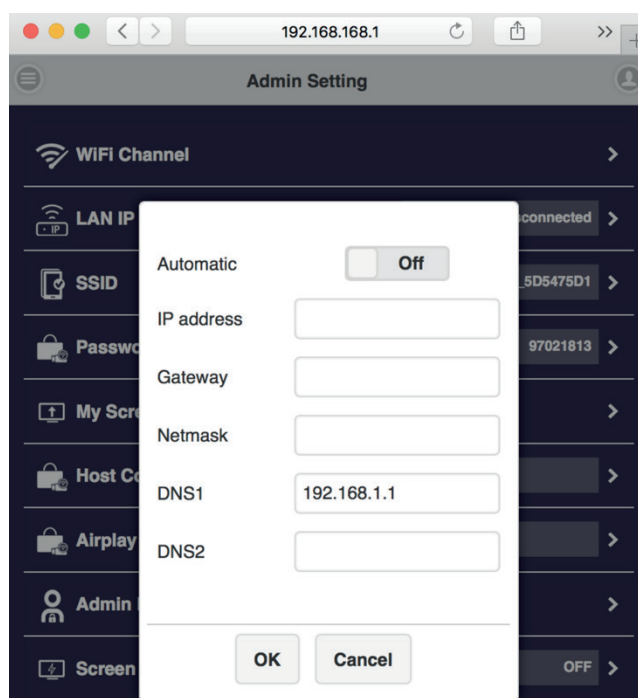 192.168.168.1
Admin Setting
WiFi Channel
LAN IP
sconnected
SSID
_5D5475D1
Passwo
97021813
My Scre
Host Co
Airplay
Admin
Screen
OFF
Automatic
Off
IP address
Gateway
Netmask
DNS1
192.168.1.1
DNS2
OK
Cancel